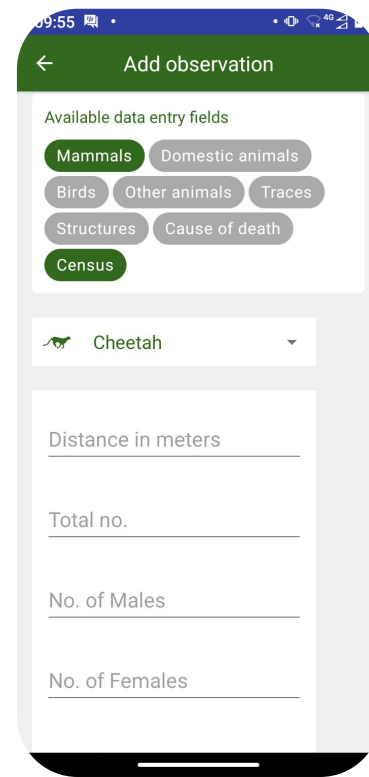 09:55
4G
Add observation
Available data entry fields
Mammals Domestic animals
Birds Other animals Traces
Structures Cause of death
Census
Cheetah
Distance in meters
Total no.
No. of Males
No. of Females